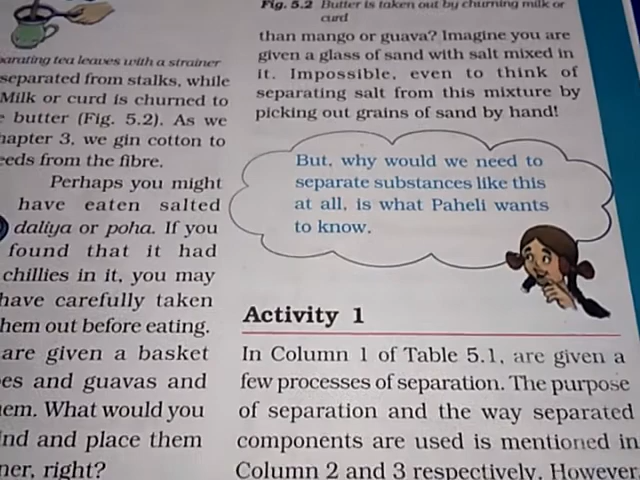 arating tea leaves with a strainer
separated from stalks, while
Milk or curd is churned to
butter (Fig. 5.2). As we
hapter 3, we gin cotton to
eeds from the fibre.
Perhaps you might
have eaten salted
daliya or poha. If you
found that it had
chillies in it, you may
have carefully taken
hem out before eating.
are given a basket
es and guavas and
em. What would you
ind and place them
ner, right?
Fig. 5.2 Butter is taken out by churning milk or
curd
than mango or guava? Imagine you are
given a glass of sand with salt mixed in
it. Impossible, even to think of
separating salt from this mixture by
picking out grains of sand by hand!
But, why would we need to
separate substances like this
at all, is what Paheli wants
to know.
Activity 1
In Column 1 of Table 5.1, are given a
few processes of separation. The purpose
of separation and the way separated
components are used is mentioned in
Column 2 and 3 respectively. However,